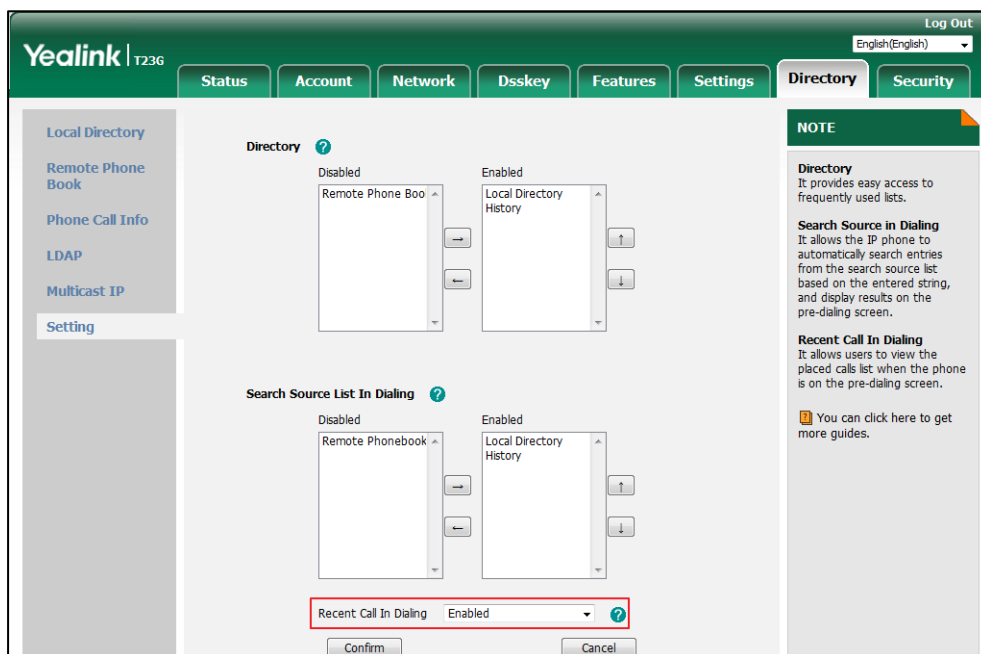 Log Out
English(English)
Yealink T23G
Status Account Network Dsskey Features Settings Directory Security
Local Directory
Remote Phone
Book
Phone Call Info
LDAP
Multicast IP
Setting
Directory ?
Disabled Enabled
Remote Phone Boo Local Directory
History
→ ↑
← ↓
Search Source List In Dialing ?
Disabled Enabled
Remote Phonebook Local Directory
History
→ ↑
← ↓
Recent Call In Dialing Enabled ?
Confirm Cancel
NOTE
Directory
It provides easy access to
frequently used lists.
Search Source in Dialing
It allows the IP phone to
automatically search entries
from the search source list
based on the entered string,
and display results on the
pre-dialing screen.
Recent Call In Dialing
It allows users to view the
placed calls list when the phone
is on the pre-dialing screen.
? You can click here to get
more guides.